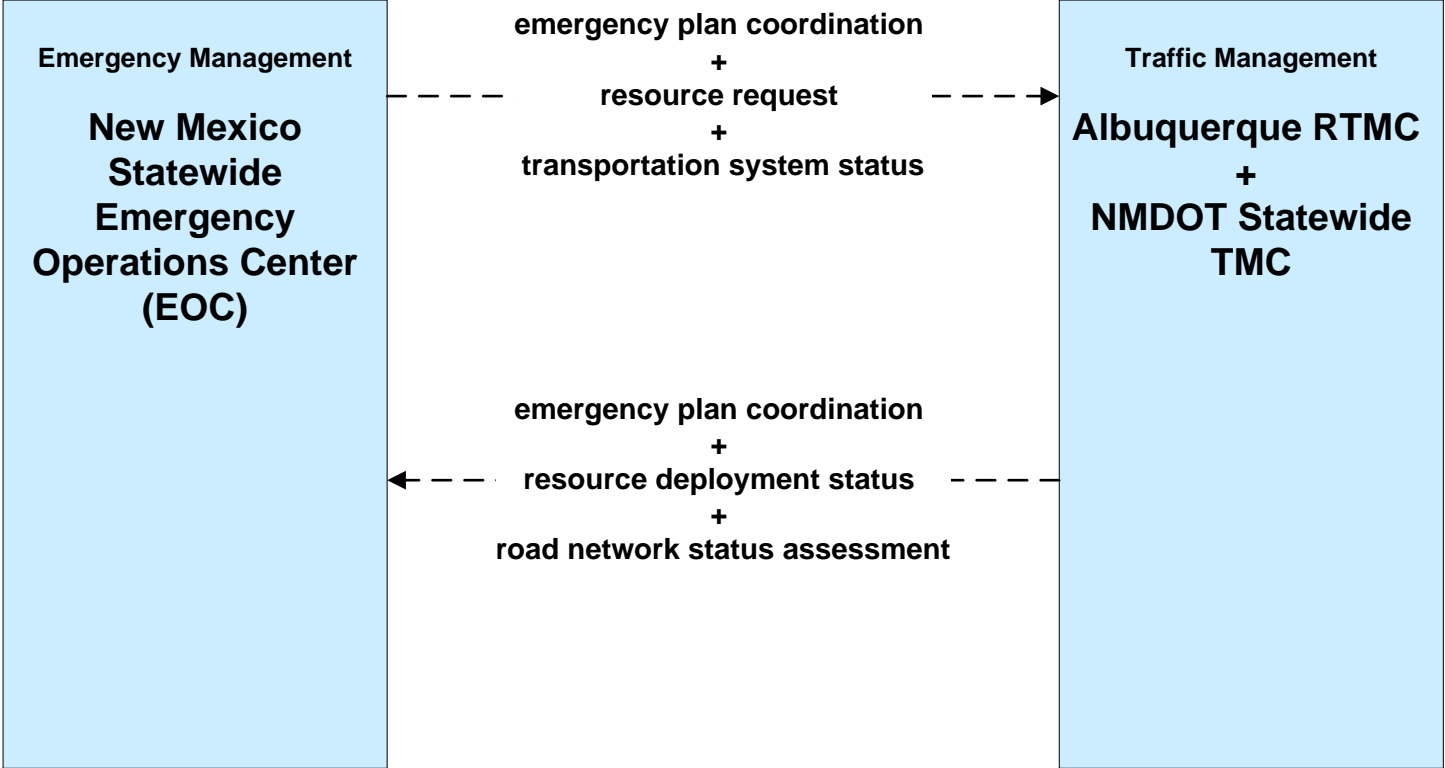 Emergency Management
New Mexico
Statewide
Emergency
Operations Center
(EOC)
emergency plan coordination
+
resource request
+
transportation system status
emergency plan coordination
+
resource deployment status
+
road network status assessment
Traffic Management
Albuquerque RTMC
+
NMDOT Statewide
TMC